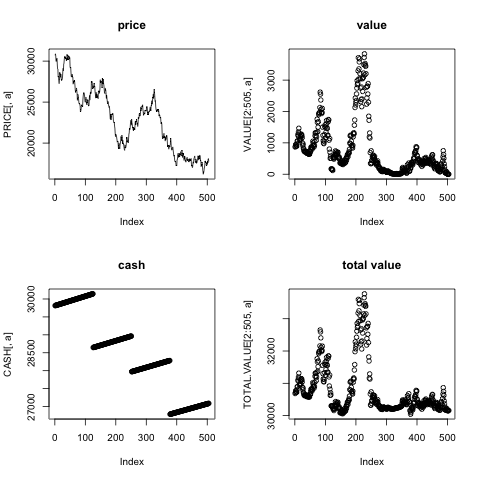 price
PRICE[, a]
30000
25000
20000
0 100 200 300 400 500
Index
value
VALUE[2:505, a]
3000
2000
1000
0
0 100 200 300 400 500
Index
cash
CASH[, a]
30000
28500
27000
0 100 200 300 400 500
Index
total value
TOTAL.VALUE[2:505, a]
32000
30000
0 100 200 300 400 500
Index